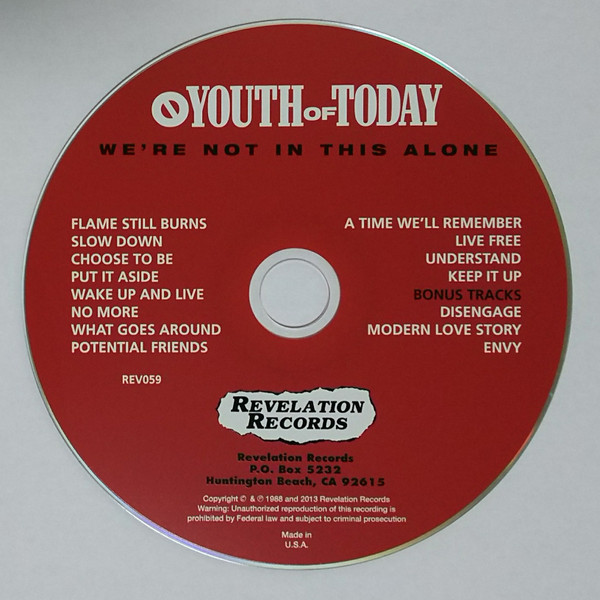 YOUTH OF TODAY
WE'RE NOT IN THIS ALONE
FLAME STILL BURNS
SLOW DOWN
CHOOSE TO BE
PUT IT ASIDE
WAKE UP AND LIVE
NO MORE
WHAT GOES AROUND
POTENTIAL FRIENDS
A TIME WE'LL REMEMBER
LIVE FREE
UNDERSTAND
KEEP IT UP
BONUS TRACKS
DISENGAGE
MODERN LOVE STORY
ENVY
REV059
REVELATION
RECORDS
Revelation Records
P.O. Box 5232
Huntington Beach, CA 92615
Copyright © & ℗ 1988 and 2013 Revelation Records
Warning: Unauthorized reproduction of this recording is
prohibited by Federal law and subject to criminal prosecution
Made in
U.S.A.